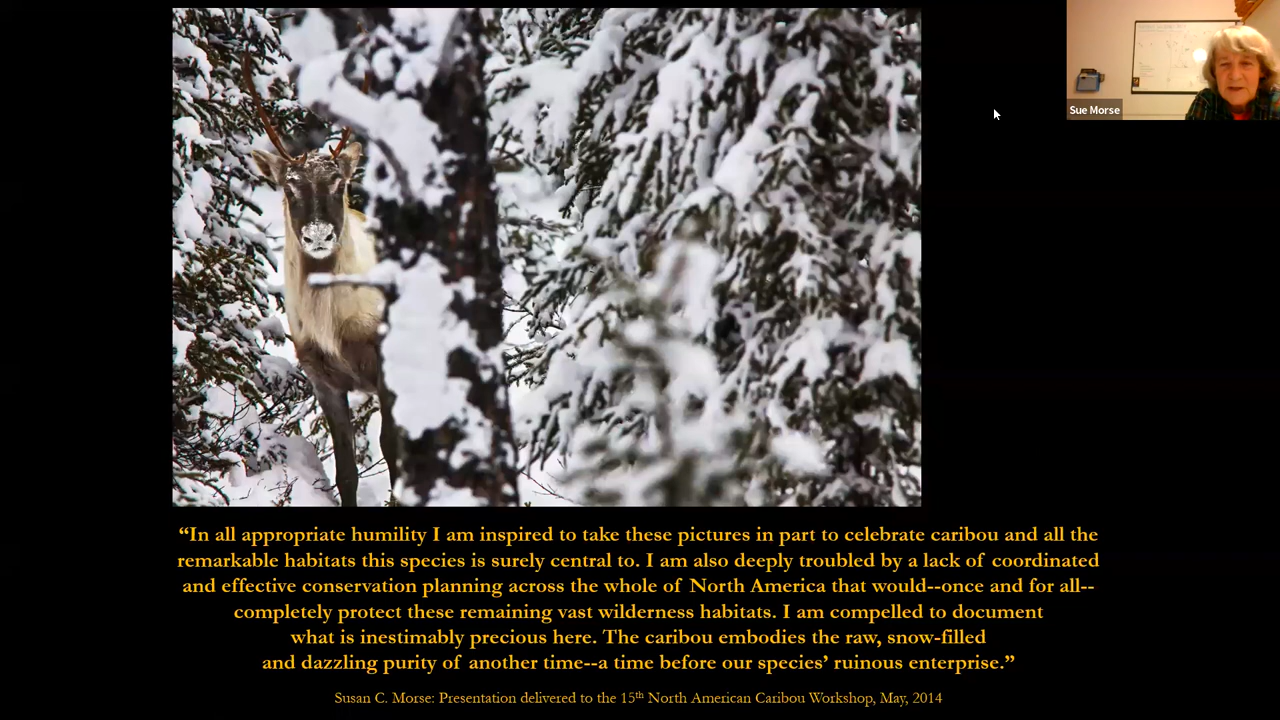 Sue Morse
“In all appropriate humility I am inspired to take these pictures in part to celebrate caribou and all the
remarkable habitats this species is surely central to. I am also deeply troubled by a lack of coordinated
and effective conservation planning across the whole of North America that would--once and for all--
completely protect these remaining vast wilderness habitats. I am compelled to document
what is inestimably precious here. The caribou embodies the raw, snow-filled
and dazzling purity of another time--a time before our species’ ruinous enterprise.”
Susan C. Morse: Presentation delivered to the 15th North American Caribou Workshop, May, 2014